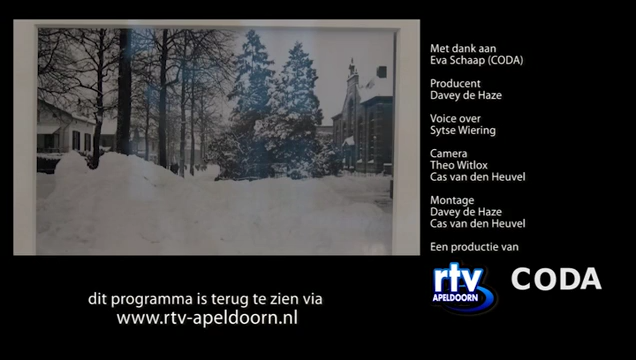 Met dank aan
Eva Schaap (CODA)
Producent
Davey de Haze
Voice over
Sytse Wiering
Camera
Theo Witlox
Cas van den Heuvel
Montage
Davey de Haze
Cas van den Heuvel
Een productie van
rtv
APELDOORN
CODA
dit programma is terug te zien via
www.rtv-apeldoorn.nl